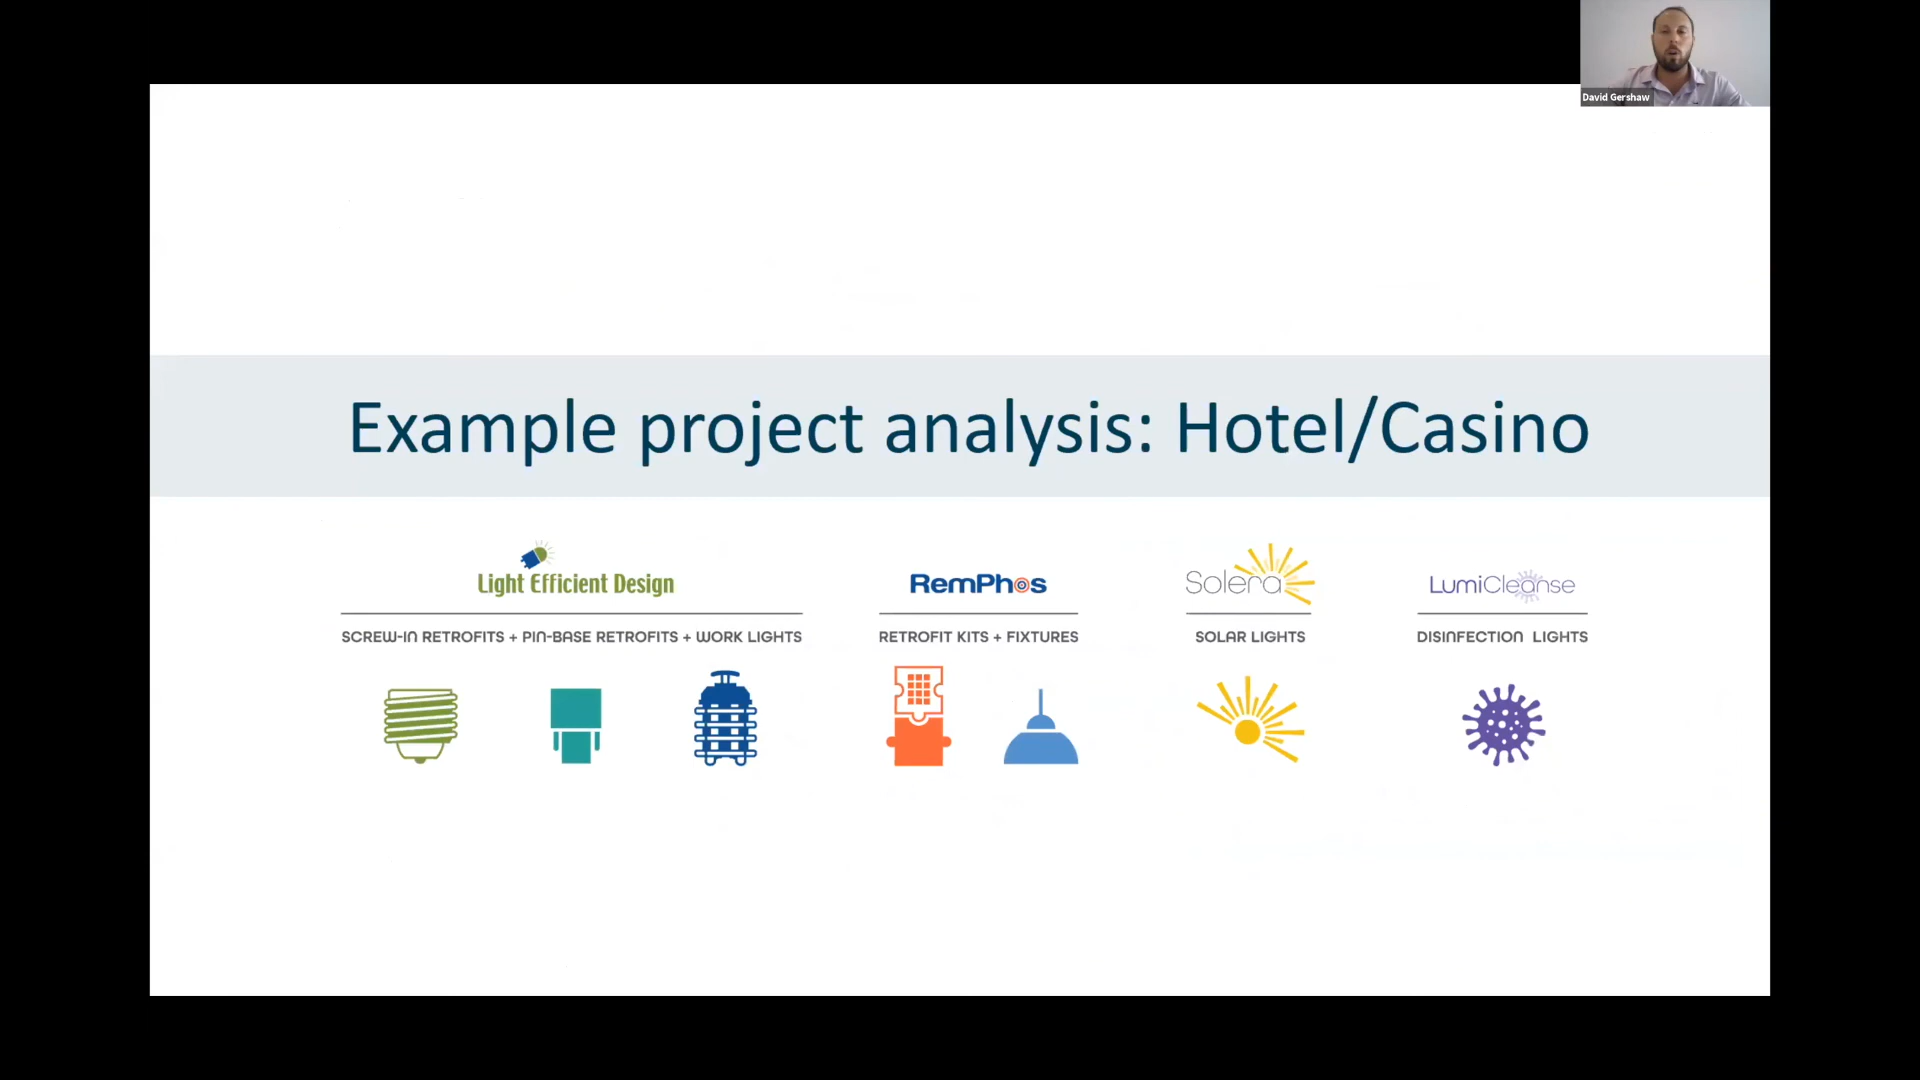 David Gershaw
Example project analysis: Hotel/Casino
Light Efficient Design
SCREW-IN RETROFITS + PIN-BASE RETROFITS + WORK LIGHTS
RemPhos
RETROFIT KITS + FIXTURES
Solera
SOLAR LIGHTS
LumiCleanse
DISINFECTION LIGHTS